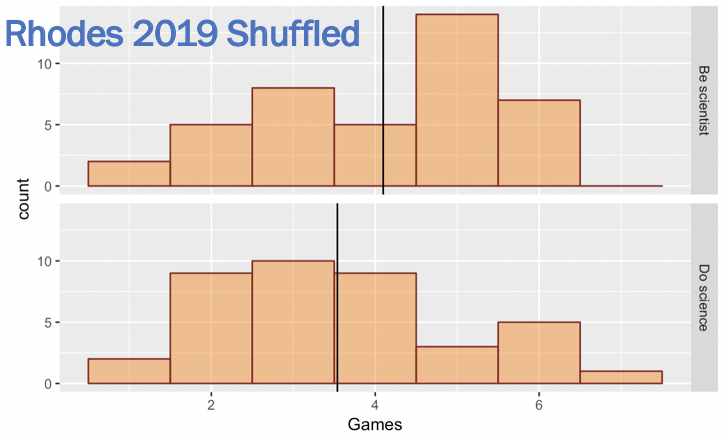 Rhodes 2019 Shuffled
10
5
0
Be scientist
count
10
5
0
Do science
2
4
6
Games